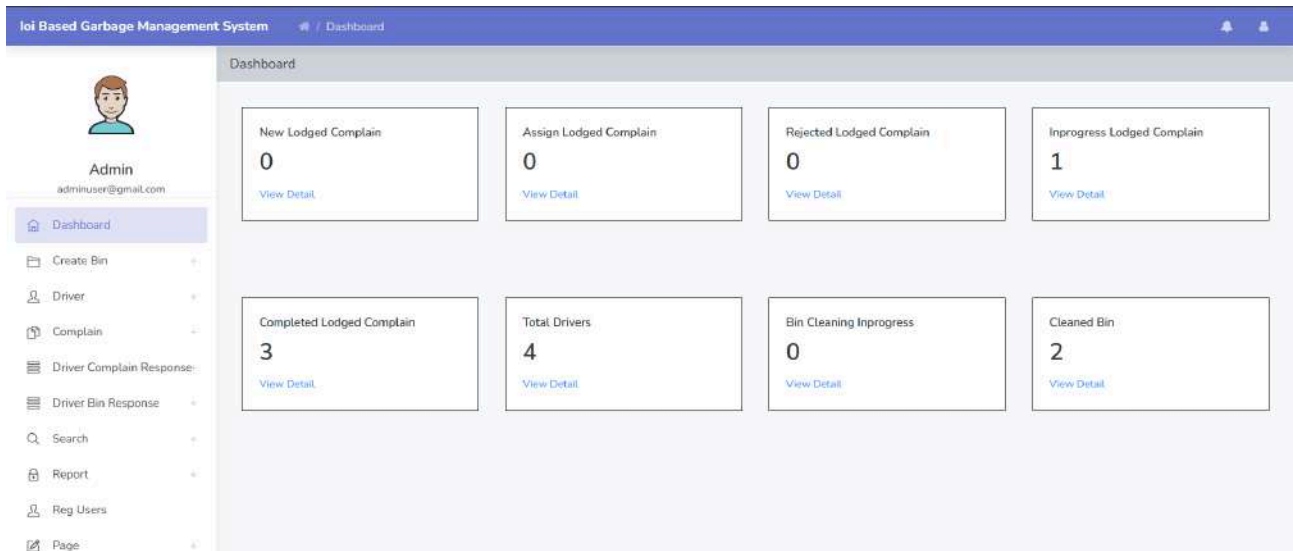 Ioi Based Garbage Management System / Dashboard
Dashboard
Admin
adminuser@gmail.com
Dashboard
Create Bin +
Driver +
Complain +
Driver Complain Response
Driver Bin Response +
Search +
Report +
Reg Users
Page +
New Lodged Complain
0
View Detail
Assign Lodged Complain
0
View Detail
Rejected Lodged Complain
0
View Detail
Inprogress Lodged Complain
1
View Detail
Completed Lodged Complain
3
View Detail
Total Drivers
4
View Detail
Bin Cleaning Inprogress
0
View Detail
Cleaned Bin
2
View Detail